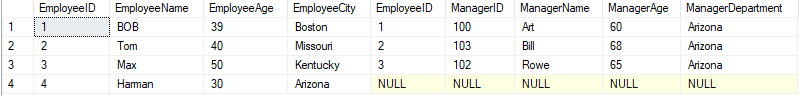 EmployeeID EmployeeName EmployeeAge EmployeeCity EmployeeID ManagerID ManagerName ManagerAge ManagerDepartment
1 1 BOB 39 Boston 1 100 Art 60 Arizona
2 2 Tom 40 Missouri 2 103 Bill 68 Arizona
3 3 Max 50 Kentucky 3 102 Rowe 65 Arizona
4 4 Harman 30 Arizona NULL NULL NULL NULL NULL